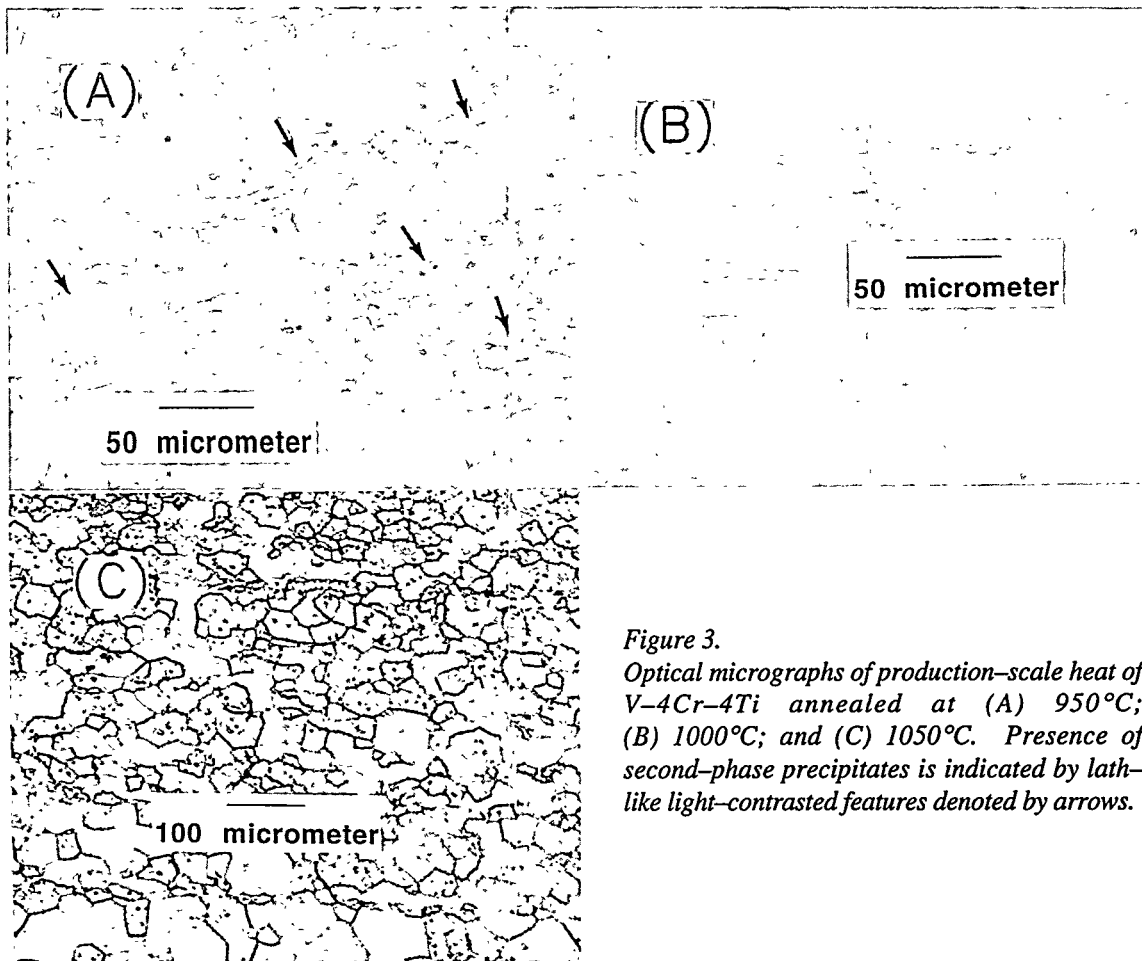 (A)
(B)
50 micrometer
50 micrometer
(C)
100 micrometer
Figure 3.
Optical micrographs of production–scale heat of
V–4Cr–4Ti annealed at (A) 950°C;
(B) 1000°C; and (C) 1050°C. Presence of
second–phase precipitates is indicated by lath–
like light–contrasted features denoted by arrows.